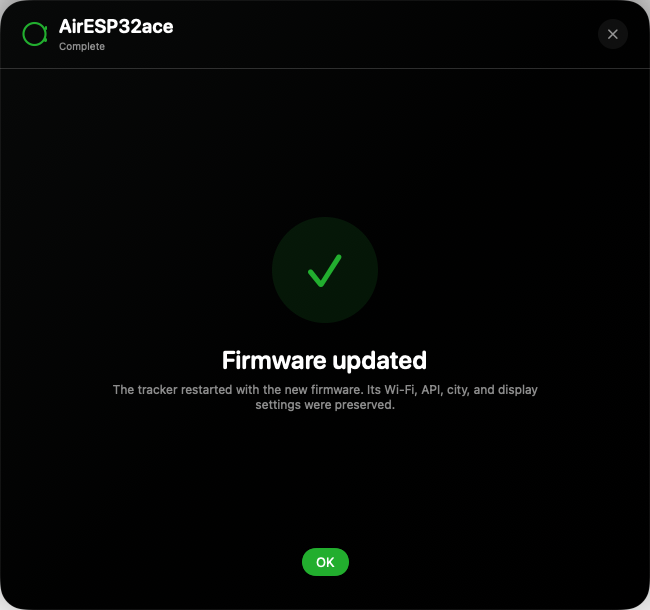 AirESP32ace
Complete
Firmware updated
The tracker restarted with the new firmware. Its Wi-Fi, API, city, and display
settings were preserved.
OK